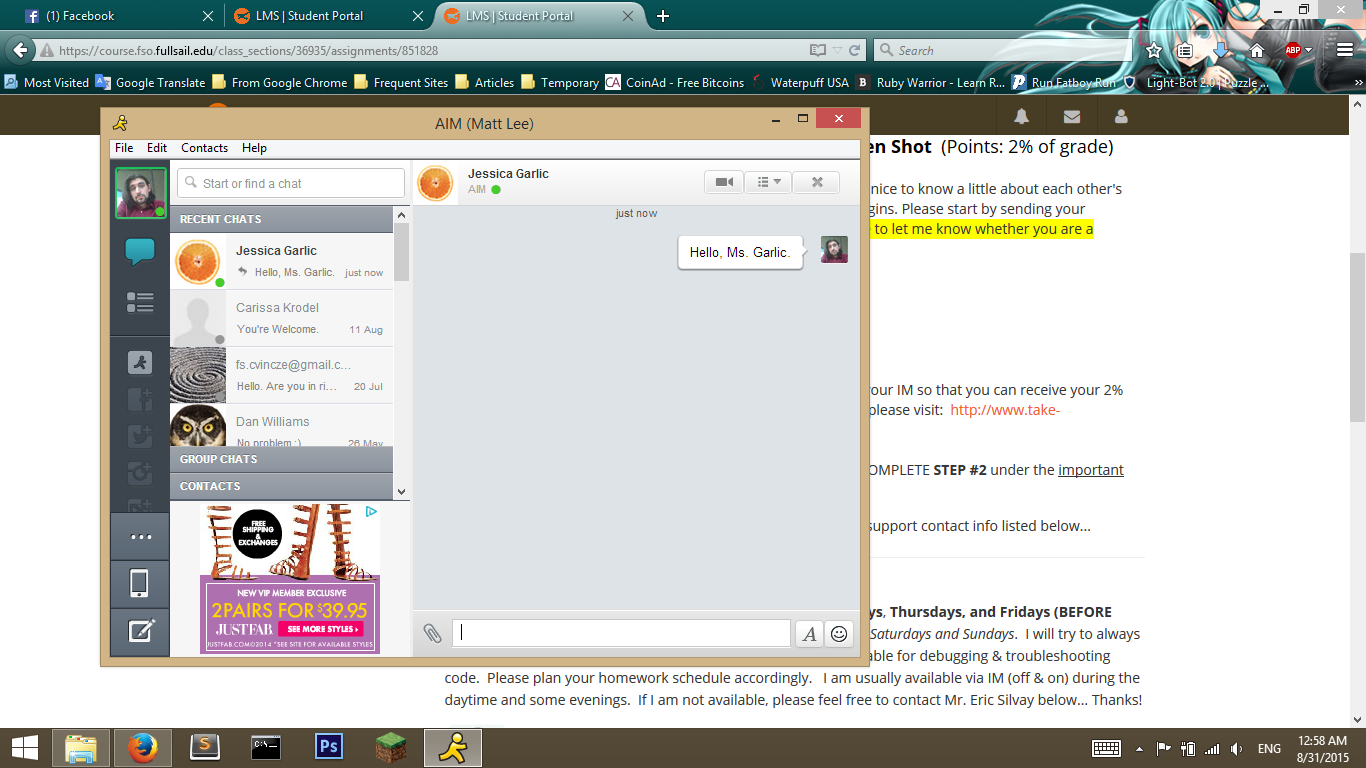 (1) Facebook
LMS | Student Portal
LMS | Student Portal
https://course.fso.fullsail.edu/class_sections/36935/assignments/851828
Search
ABP
Most Visited
Google Translate
From Google Chrome
Frequent Sites
Articles
Temporary
CA
CoinAd - Free Bitcoins
Waterpuff USA
B
Ruby Warrior - Learn R...
Run Fatboy Run
Light-Bot 2.0 | Puzzle ...
AIM (Matt Lee)
File Edit Contacts Help
Start or find a chat
RECENT CHATS
Jessica Garlic
Hello, Ms. Garlic.
just now
Carissa Krodel
You're Welcome.
11 Aug
fs.cvincze@gmail.c...
Hello. Are you in ri...
20 Jul
Dan Williams
No problem :)
26 May
GROUP CHATS
CONTACTS
FREE
SHIPPING
&
EXCHANGES
NEW VIP MEMBER EXCLUSIVE
2PAIRS FOR $39.95
JUSTFAB
SEE MORE STYLES
JUSTFAB.COM©2014 *SEE SITE FOR AVAILABLE STYLES
Jessica Garlic
AIM
just now
Hello, Ms. Garlic.
A
en Shot (Points: 2% of grade)
nice to know a little about each other's
gins. Please start by sending your
e to let me know whether you are a
your IM so that you can receive your 2%
please visit: http://www.take-
OMPLETE STEP #2 under the important
support contact info listed below...
ys, Thursdays, and Fridays (BEFORE
Saturdays and Sundays. I will try to always
able for debugging & troubleshooting
code. Please plan your homework schedule accordingly. I am usually available via IM (off & on) during the
daytime and some evenings. If I am not available, please feel free to contact Mr. Eric Silvay below... Thanks!
S
C:\
Ps
ENG
12:58 AM
8/31/2015